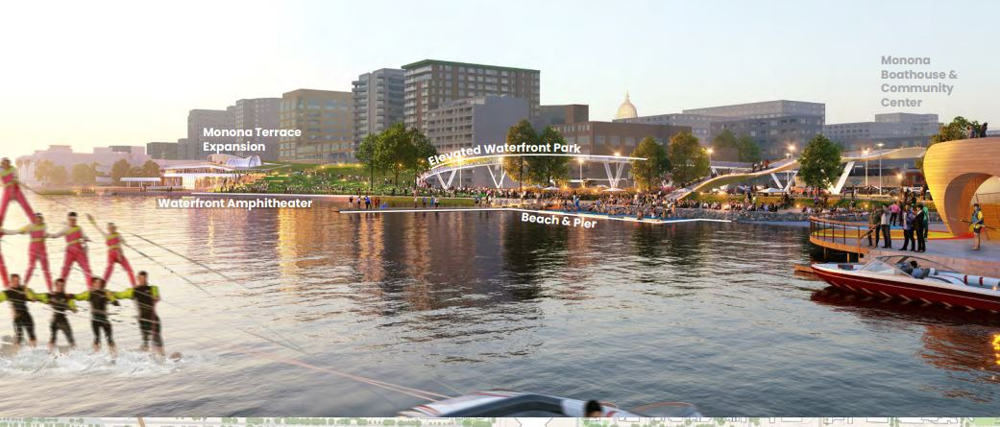 Monona
Boathouse &
Community
Center
Monona Terrace
Expansion
Elevated Waterfront Park
Waterfront Amphitheater
Beach & Pier